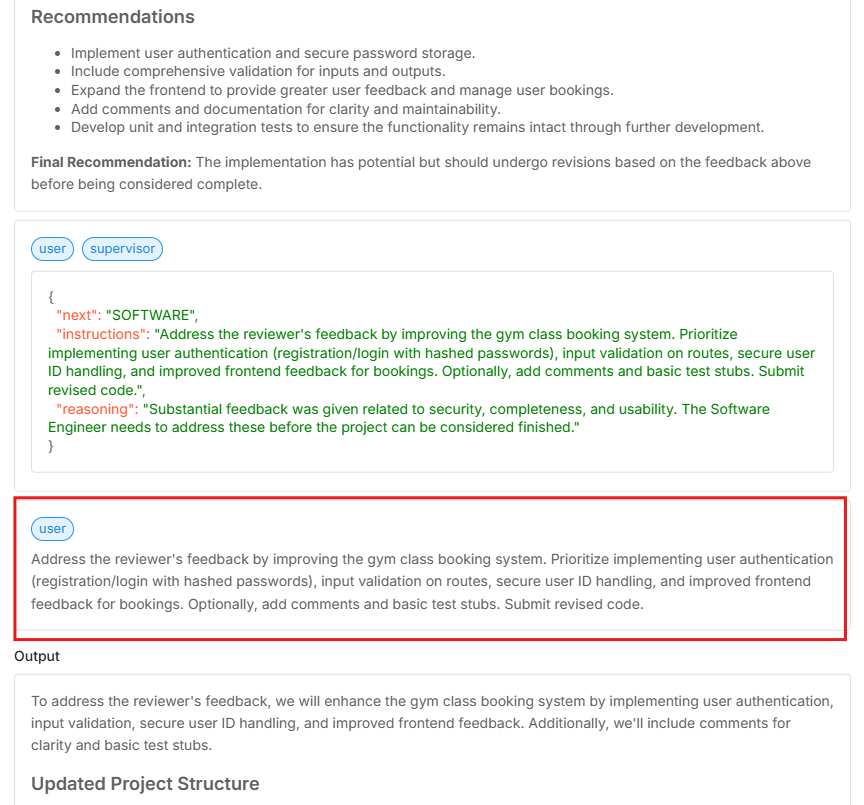 Recommendations
Implement user authentication and secure password storage.
Include comprehensive validation for inputs and outputs.
Expand the frontend to provide greater user feedback and manage user bookings.
Add comments and documentation for clarity and maintainability.
Develop unit and integration tests to ensure the functionality remains intact through further development.
Final Recommendation: The implementation has potential but should undergo revisions based on the feedback above
before being considered complete.
user supervisor
{
"next": "SOFTWARE",
"instructions": "Address the reviewer's feedback by improving the gym class booking system. Prioritize
implementing user authentication (registration/login with hashed passwords), input validation on routes, secure user
ID handling, and improved frontend feedback for bookings. Optionally, add comments and basic test stubs. Submit
revised code.",
"reasoning": "Substantial feedback was given related to security, completeness, and usability. The Software
Engineer needs to address these before the project can be considered finished."
}
user
Address the reviewer's feedback by improving the gym class booking system. Prioritize implementing user authentication
(registration/login with hashed passwords), input validation on routes, secure user ID handling, and improved frontend
feedback for bookings. Optionally, add comments and basic test stubs. Submit revised code.
Output
To address the reviewer's feedback, we will enhance the gym class booking system by implementing user authentication,
input validation, secure user ID handling, and improved frontend feedback. Additionally, we'll include comments for
clarity and basic test stubs.
Updated Project Structure